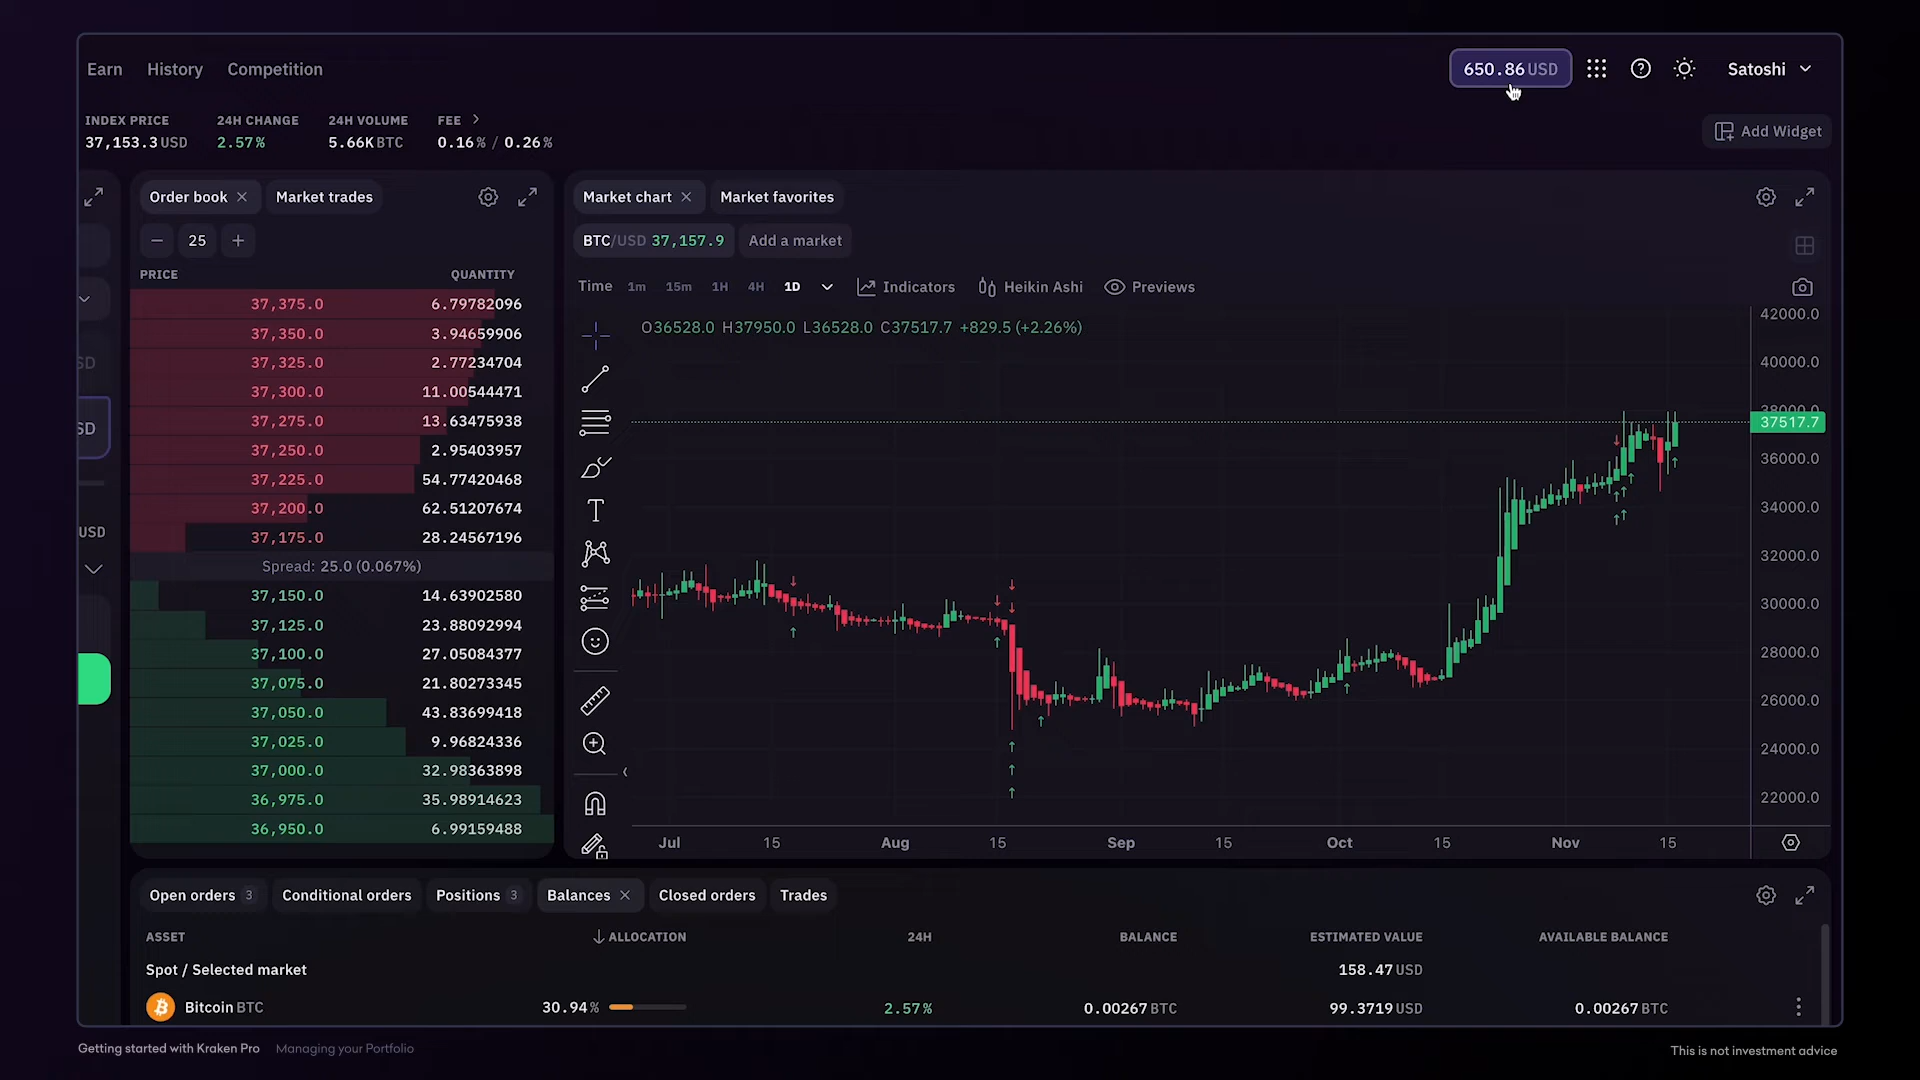 Earn History Competition 650.86 USD Satoshi
INDEX PRICE 24H CHANGE 24H VOLUME FEE
37,153.3 USD 2.57% 5.66K BTC 0.16% / 0.26% Add Widget
Order book Market trades
25
PRICE QUANTITY
37,375.0 6.79782096
37,350.0 3.94659906
37,325.0 2.77234704
37,300.0 11.00544471
37,275.0 13.63475938
37,250.0 2.95403957
37,225.0 54.77420468
37,200.0 62.51207674
37,175.0 28.24567196
Spread: 25.0 (0.067%)
37,150.0 14.63902580
37,125.0 23.88092994
37,100.0 27.05084377
37,075.0 21.80273345
37,050.0 43.83699418
37,025.0 9.96824336
37,000.0 32.98363898
36,975.0 35.98914623
36,950.0 6.99159488
SD
SD
USD
Market chart Market favorites
BTC/USD 37,157.9 Add a market
Time 1m 15m 1H 4H 1D Indicators Heikin Ashi Previews
O36528.0 H37950.0 L36528.0 C37517.7 +829.5 (+2.26%)
42000.0
40000.0
38000.0
37517.7
36000.0
34000.0
32000.0
30000.0
28000.0
26000.0
24000.0
22000.0
Jul 15 Aug 15 Sep 15 Oct 15 Nov 15
Open orders 3 Conditional orders Positions 3 Balances Closed orders Trades
ASSET ALLOCATION 24H BALANCE ESTIMATED VALUE AVAILABLE BALANCE
Spot / Selected market 158.47 USD
Bitcoin BTC 30.94% 2.57% 0.00267 BTC 99.3719 USD 0.00267 BTC
Getting started with Kraken Pro Managing your Portfolio This is not investment advice